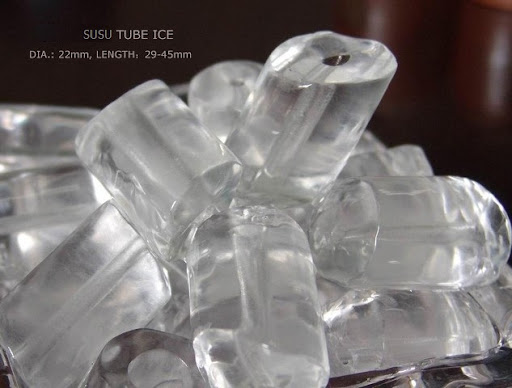 SUSU TUBE ICE
DIA.: 22mm, LENGTH: 29-45mm